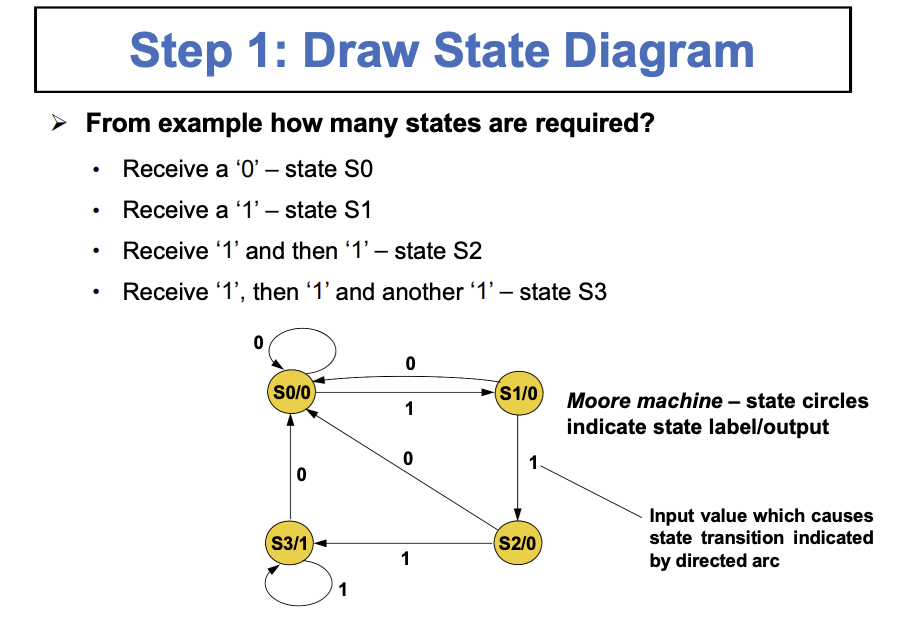 Step 1: Draw State Diagram
➢ From example how many states are required?
• Receive a ‘0’ – state S0
• Receive a ‘1’ – state S1
• Receive ‘1’ and then ‘1’ – state S2
• Receive ‘1’, then ‘1’ and another ‘1’ – state S3
0
0
S0/0
S1/0
1
Moore machine – state circles
indicate state label/output
0
1
0
Input value which causes
state transition indicated
by directed arc
S3/1
S2/0
1
1